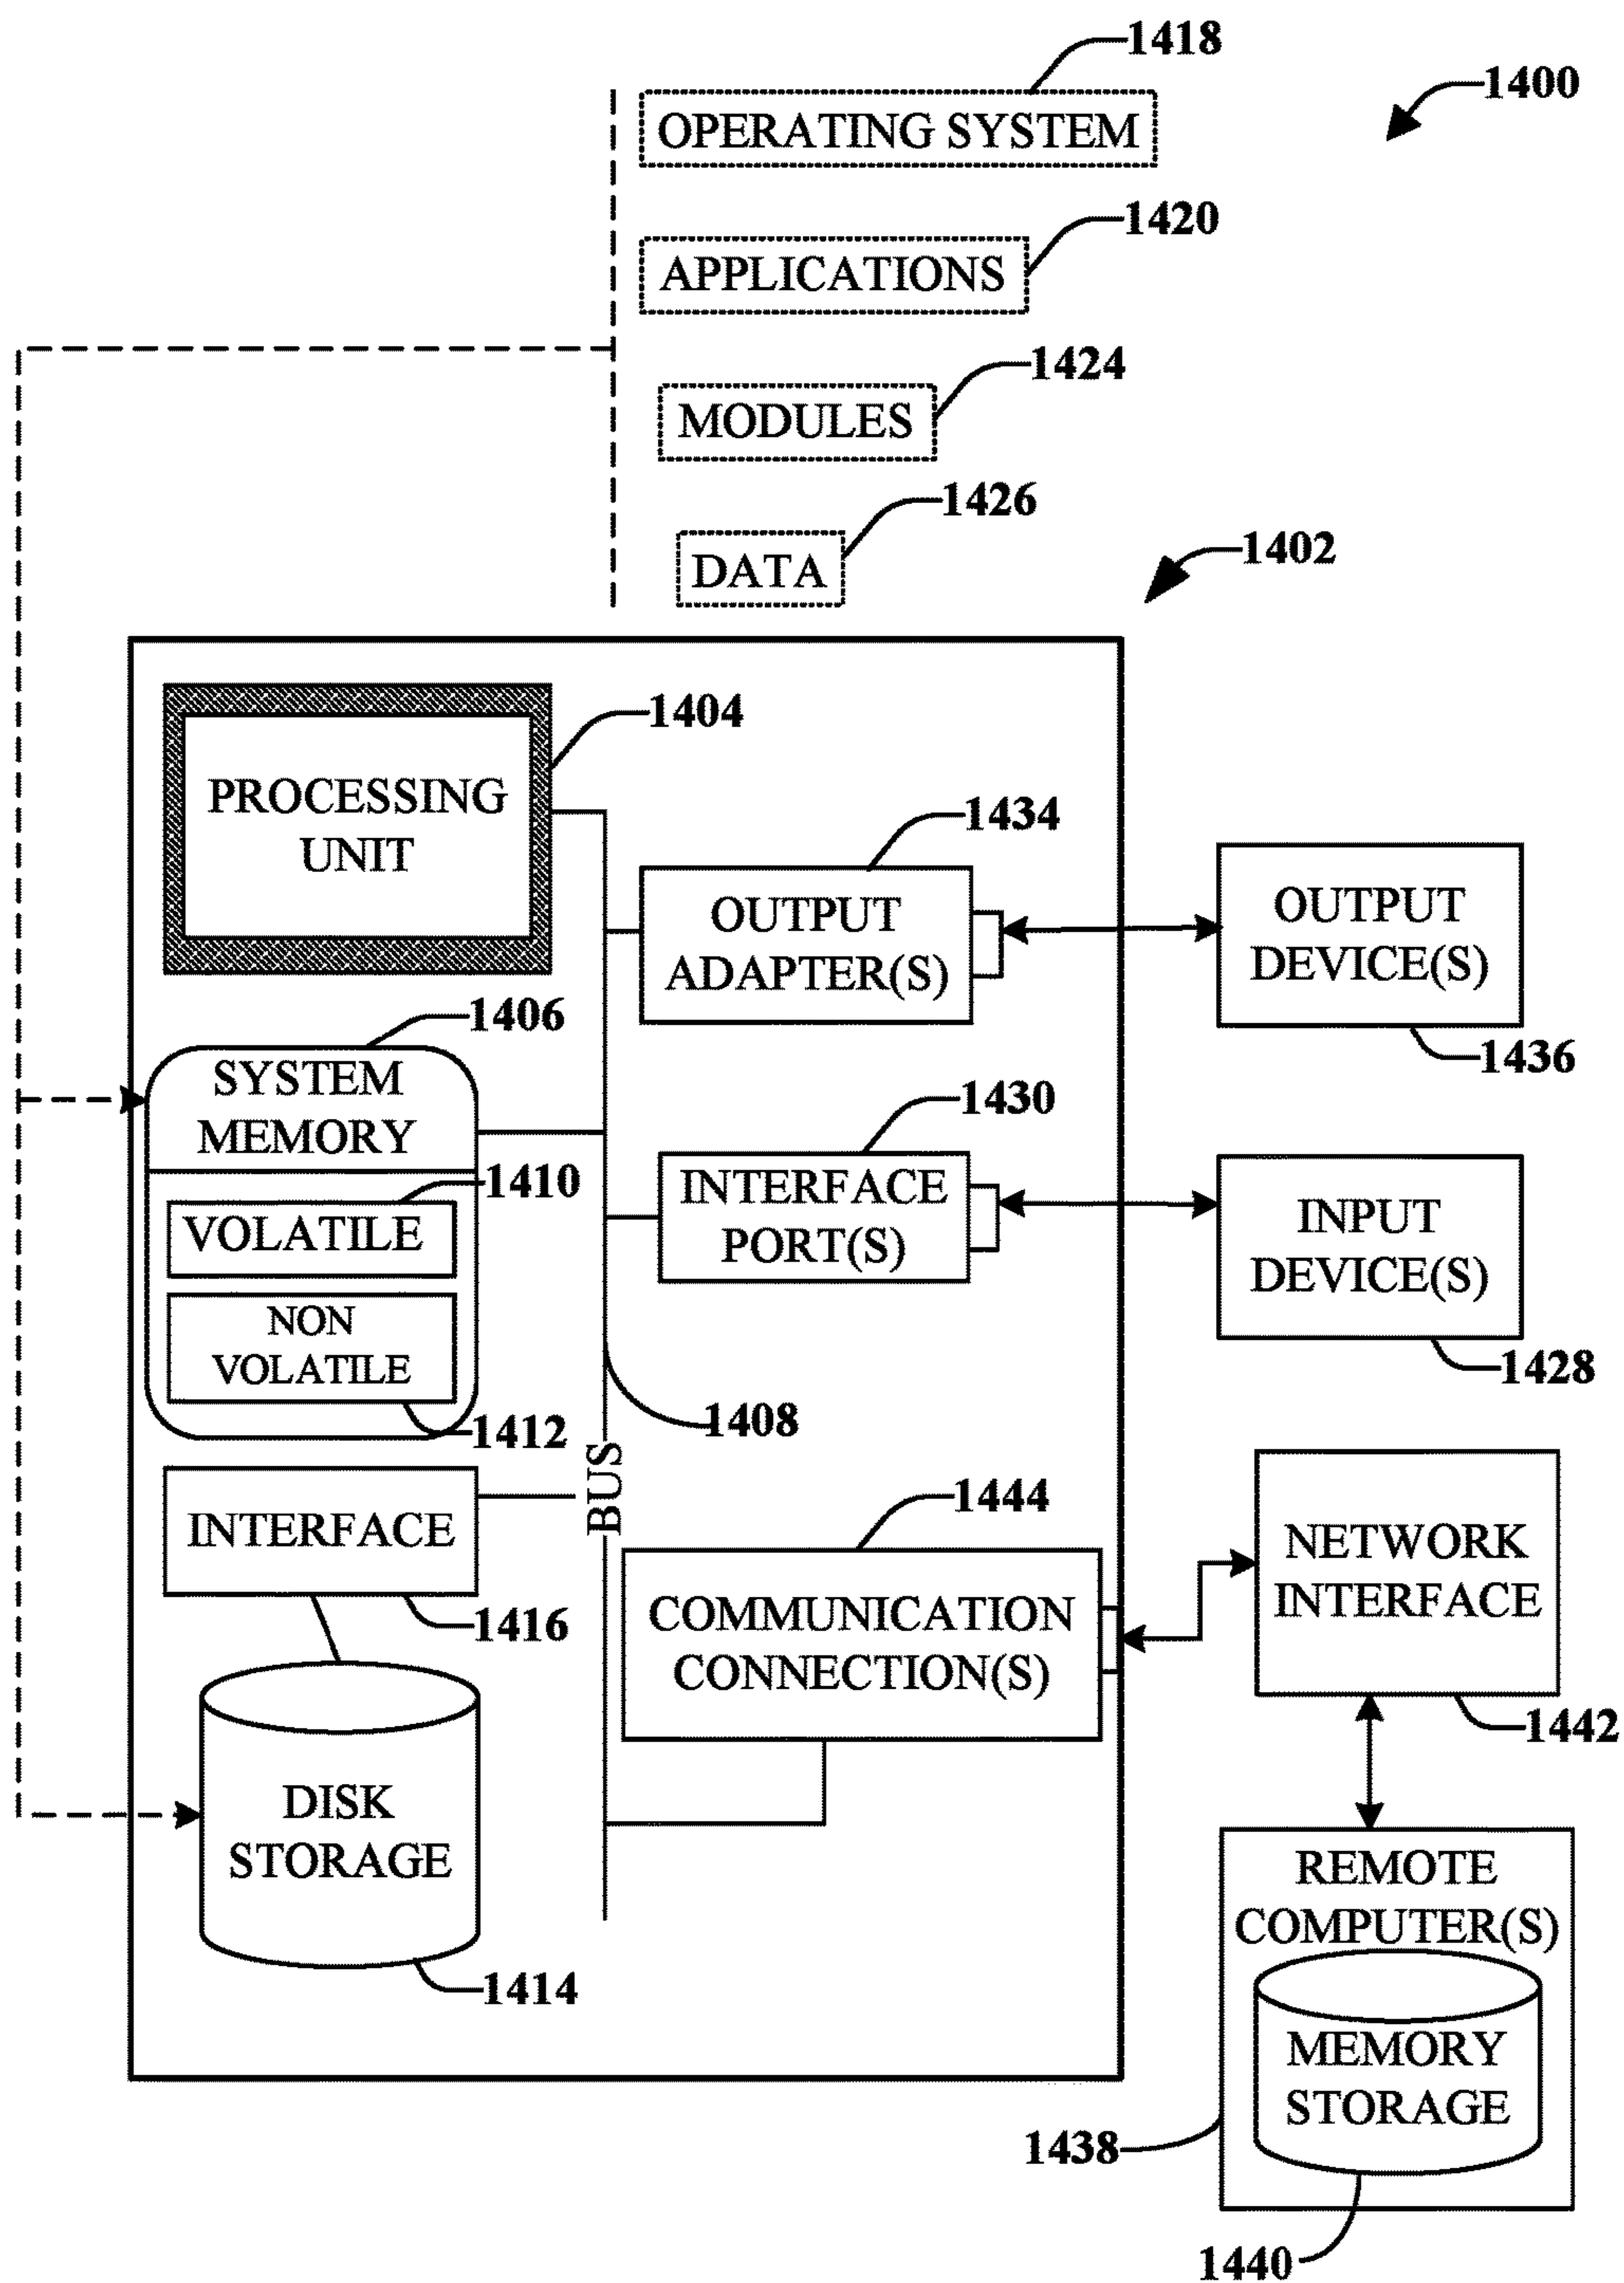 1418
1400
OPERATING SYSTEM
1420
APPLICATIONS
1424
MODULES
1426
DATA
1402
1404
PROCESSING
UNIT
1434
OUTPUT
ADAPTER(S)
OUTPUT
DEVICE(S)
1436
1406
SYSTEM
MEMORY
1410
VOLATILE
NON
VOLATILE
1412
1430
INTERFACE
PORT(S)
INPUT
DEVICE(S)
1428
1408
BUS
INTERFACE
1416
1444
COMMUNICATION
CONNECTION(S)
NETWORK
INTERFACE
1442
DISK
STORAGE
1414
REMOTE
COMPUTER(S)
MEMORY
STORAGE
1438
1440